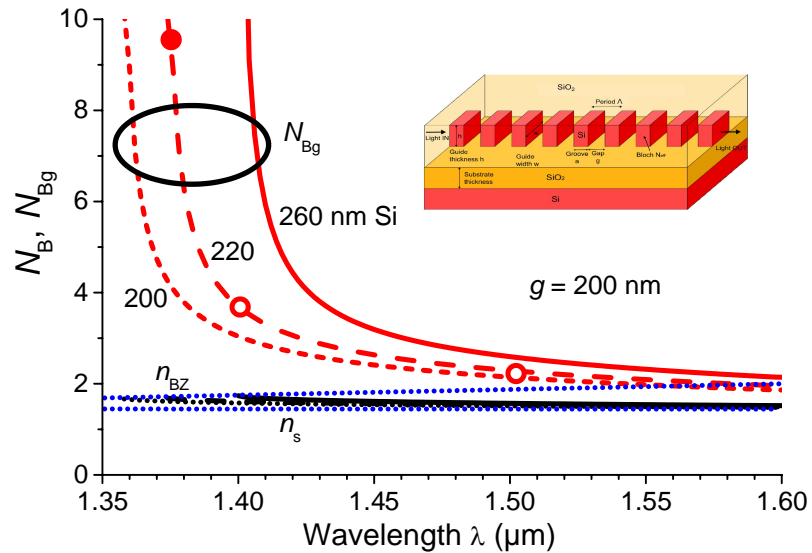 10
8
6
4
2
0
N_B, N_Bg
N_Bg
260 nm Si
220
200
g = 200 nm
n_BZ
n_s
1.35
1.40
1.45
1.50
1.55
1.60
Wavelength λ (µm)
SiO₂
Period Λ
Light IN
h
w
Si
Light OUT
Guide
thickness h
Guide
width w
Groove
a
Gap
g
Bloch N_eff
Substrate
thickness
SiO₂
Si